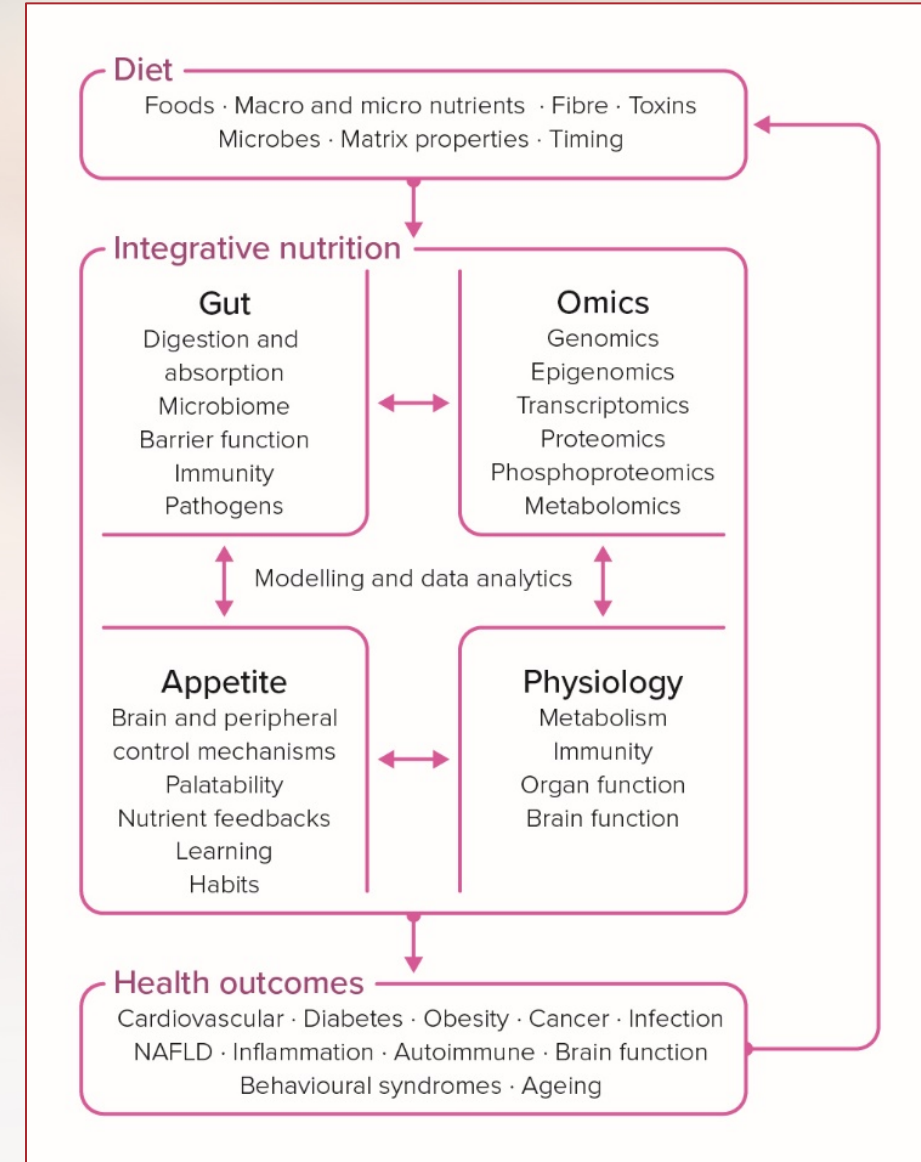 Diet
Foods · Macro and micro nutrients · Fibre · Toxins
Microbes · Matrix properties · Timing
Integrative nutrition
Gut
Digestion and
absorption
Microbiome
Barrier function
Immunity
Pathogens
Omics
Genomics
Epigenomics
Transcriptomics
Proteomics
Phosphoproteomics
Metabolomics
Modelling and data analytics
Appetite
Brain and peripheral
control mechanisms
Palatability
Nutrient feedbacks
Learning
Habits
Physiology
Metabolism
Immunity
Organ function
Brain function
Health outcomes
Cardiovascular · Diabetes · Obesity · Cancer · Infection
NAFLD · Inflammation · Autoimmune · Brain function
Behavioural syndromes · Ageing